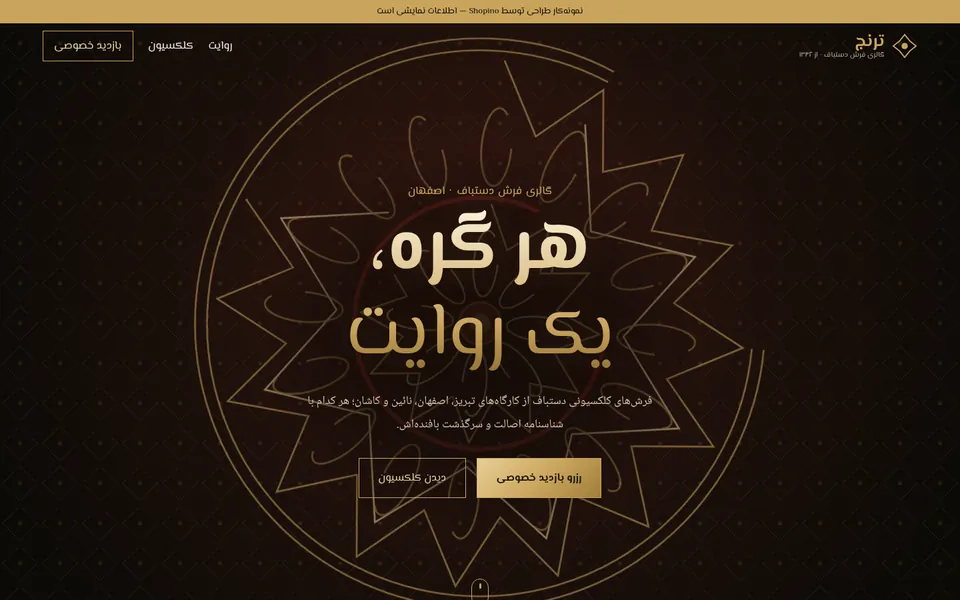 نمونه‌کار طراحی توسط Shopino — اطلاعات نمایشی است
ترنج
گالری فرش دستباف · از ۱۳۴۲
روایت
کلکسیون
بازدید خصوصی
گالری فرش دستباف · اصفهان
هر گره،
یک روایت
فرش‌های کلکسیونی دستباف از کارگاه‌های تبریز، اصفهان، نائین و کاشان؛ هر کدام با
شناسنامه اصالت و سرگذشت بافنده‌اش.
رزرو بازدید خصوصی
دیدن کلکسیون